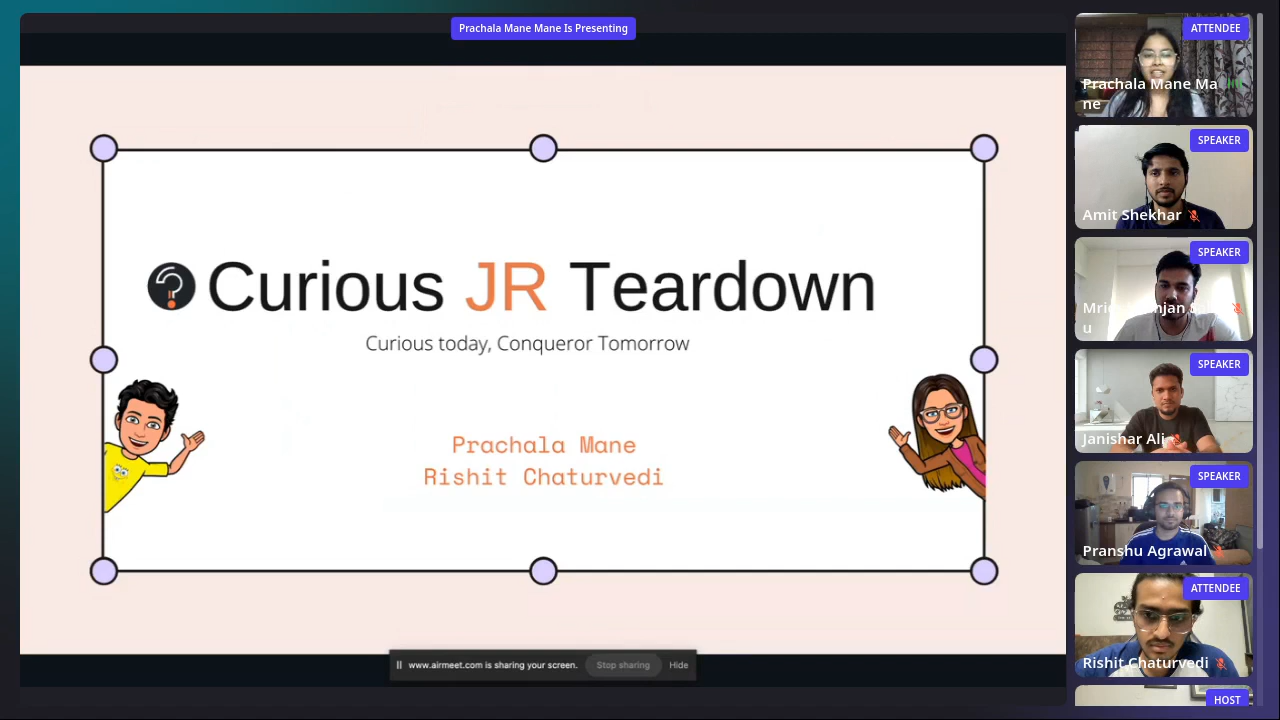 Prachala Mane Mane Is Presenting
Curious JR Teardown
Curious today, Conqueror Tomorrow
Prachala Mane
Rishit Chaturvedi
www.airmeet.com is sharing your screen.
Stop sharing
Hide
ATTENDEE
Prachala Mane Ma
ne
SPEAKER
Amit Shekhar
SPEAKER
u
SPEAKER
Janishar Ali
SPEAKER
Pranshu Agrawal
ATTENDEE
Rishit Chaturvedi
HOST